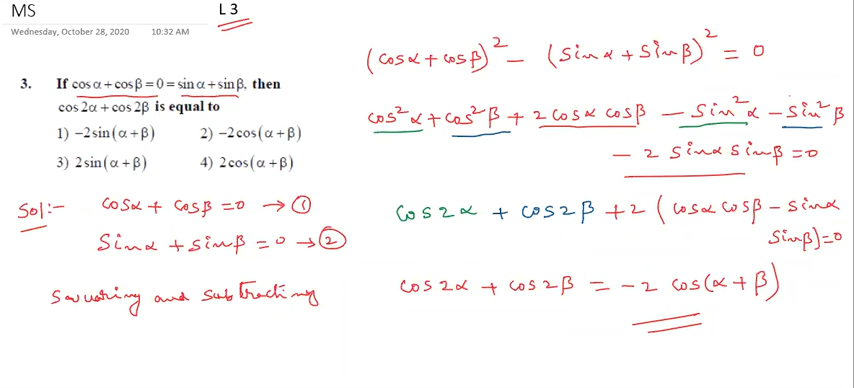 MS
L 3
Wednesday, October 28, 2020 10:32 AM
3. If cosα+cosβ=0=sinα+sinβ, then
cos2α+cos2β is equal to
1) −2sin(α+β) 2) −2cos(α+β)
3) 2sin(α+β) 4) 2cos(α+β)
Sol:- cosα + cosβ = 0 → ①
Sinα + sinβ = 0 → ②
Squaring and subtracting
(cosα + cosβ)² − (sinα + sinβ)² = 0
cos²α + cos²β + 2 cosα cosβ − sin²α − sin²β
− 2 sinα sinβ = 0
cos2α + cos2β + 2 (cosα cosβ − sinα
sinβ) = 0
cos2α + cos2β = −2 cos(α + β)